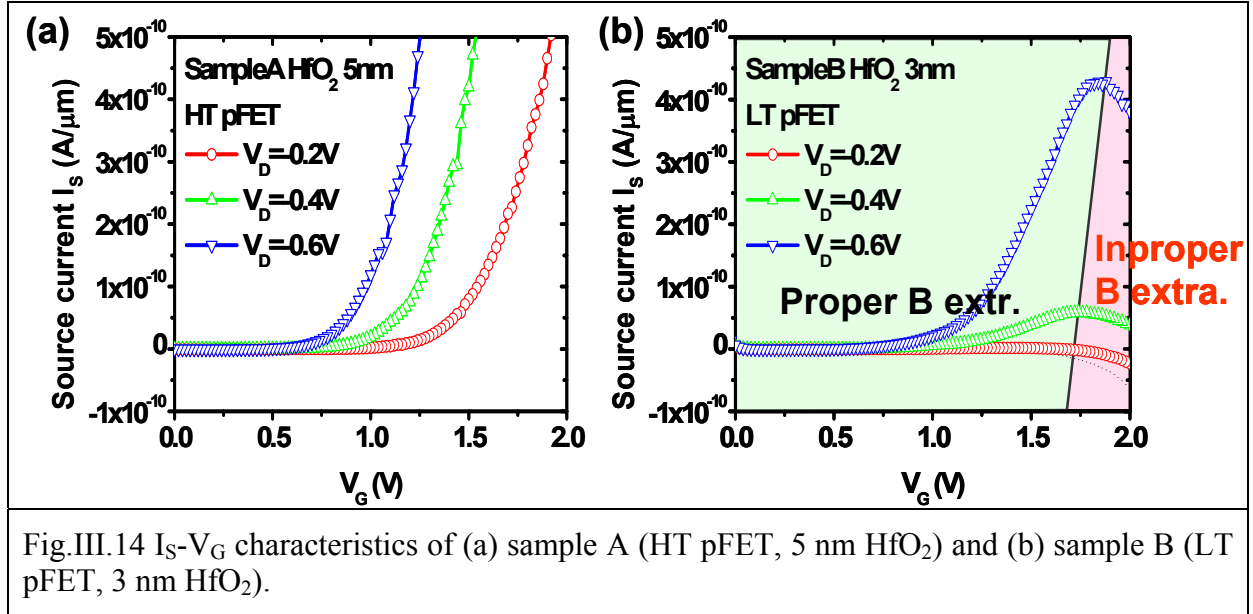 (a)
5x10-10
4x10-10
3x10-10
2x10-10
1x10-10
0
-1x10-10
Source current IS (A/μm)
SampleA HfO2 5nm
HT pFET
VD=-0.2V
VD=-0.4V
VD=-0.6V
0.0 0.5 1.0 1.5 2.0
VG (V)
(b)
5x10-10
4x10-10
3x10-10
2x10-10
1x10-10
0
-1x10-10
Source current IS (A/μm)
SampleB HfO2 3nm
LT pFET
VD=-0.2V
VD=-0.4V
VD=-0.6V
Proper B extr.
Inproper
B extra.
0.0 0.5 1.0 1.5 2.0
VG (V)
Fig.III.14 IS-VG characteristics of (a) sample A (HT pFET, 5 nm HfO2) and (b) sample B (LT
pFET, 3 nm HfO2).